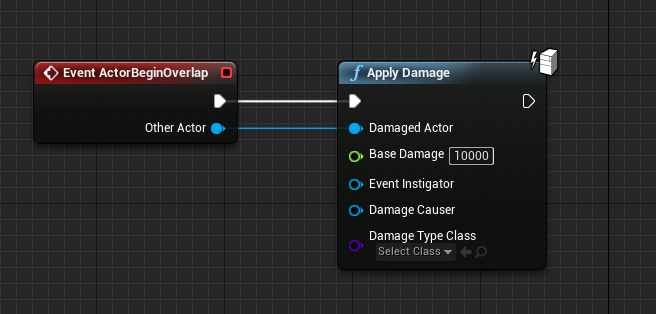 Event ActorBeginOverlap
Other Actor
Apply Damage
Damaged Actor
Base Damage 10000
Event Instigator
Damage Causer
Damage Type Class
Select Class